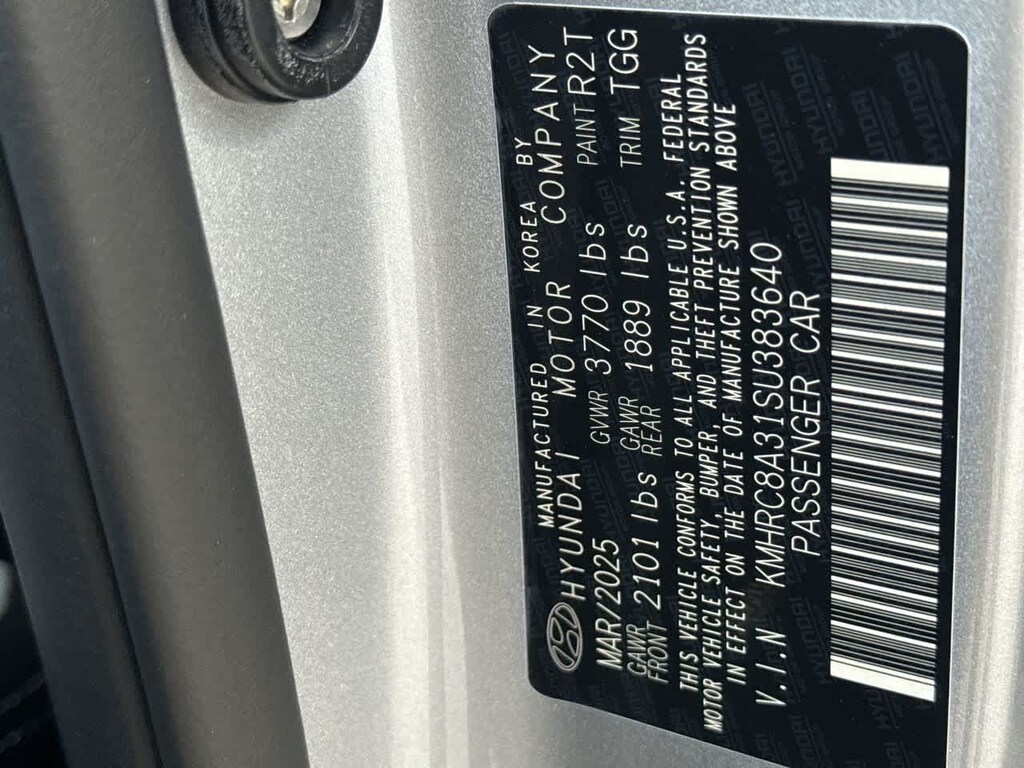 MANUFACTURED IN KOREA BY
HYUNDAI MOTOR COMPANY
MAR/2025 GVWR 3770 lbs PAINT R2T
GAWR FRONT 2101 lbs GAWR REAR 1889 lbs TRIM TGG
THIS VEHICLE CONFORMS TO ALL APPLICABLE U.S.A. FEDERAL
MOTOR VEHICLE SAFETY, BUMPER, AND THEFT PREVENTION STANDARDS
IN EFFECT ON THE DATE OF MANUFACTURE SHOWN ABOVE
V.I.N KMHRC8A31SU383640
PASSENGER CAR